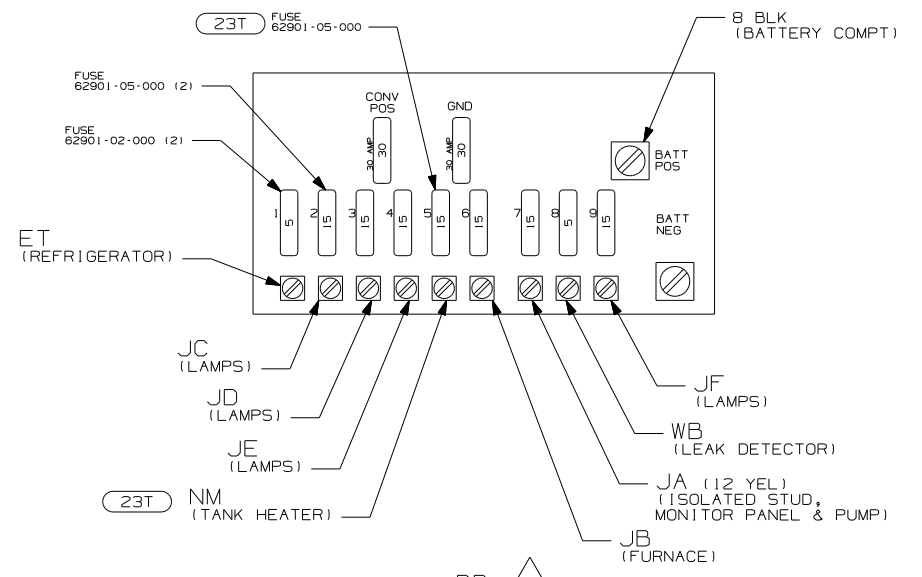 23T FUSE
62901-05-000
8 BLK
(BATTERY COMPT)
FUSE
62901-05-000 (2)
FUSE
62901-02-000 (2)
CONV
POS
GND
30 AMP
30
30 AMP
30
BATT
POS
BATT
NEG
1 5
2 15
3 15
4 15
5 15
6 15
7 15
8 5
9 15
ET
(REFRIGERATOR)
JC
(LAMPS)
JD
(LAMPS)
JE
(LAMPS)
23T NM
(TANK HEATER)
JF
(LAMPS)
WB
(LEAK DETECTOR)
JA (12 YEL)
(ISOLATED STUD,
MONITOR PANEL & PUMP)
JB
(FURNACE)